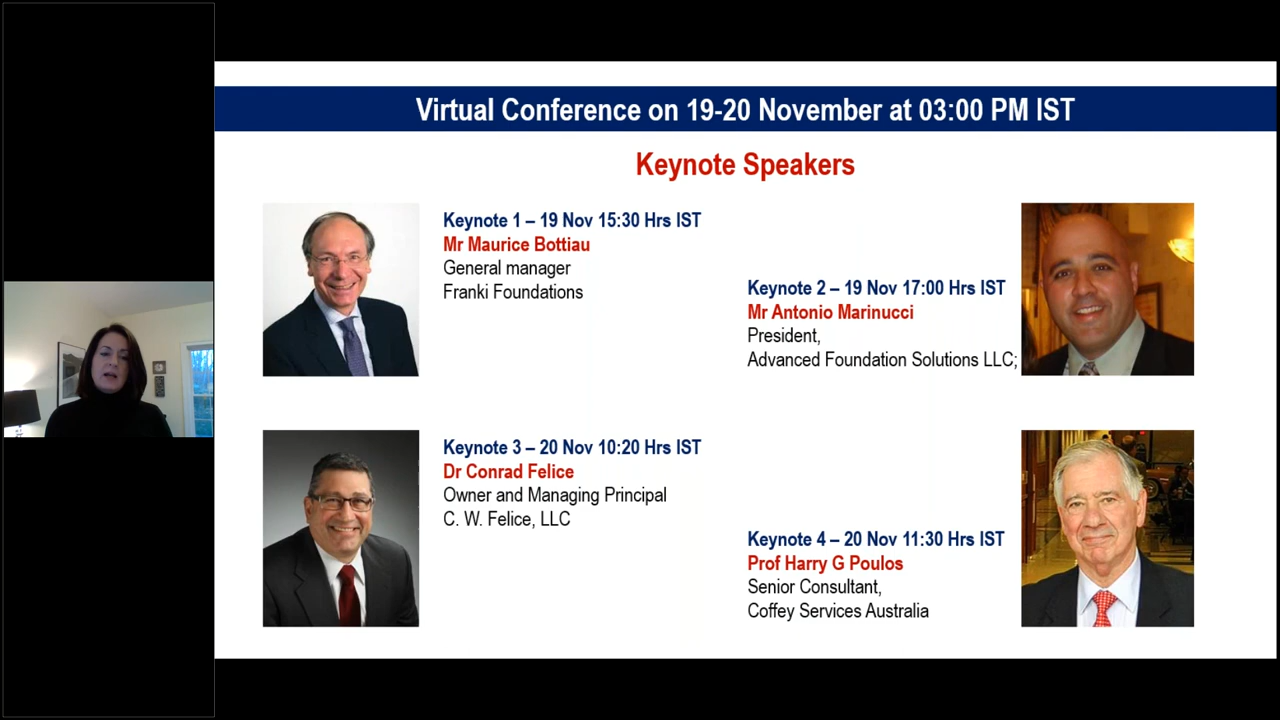 Virtual Conference on 19-20 November at 03:00 PM IST
Keynote Speakers
Keynote 1 – 19 Nov 15:30 Hrs IST
Mr Maurice Bottiau
General manager
Franki Foundations
Keynote 2 – 19 Nov 17:00 Hrs IST
Mr Antonio Marinucci
President,
Advanced Foundation Solutions LLC;
Keynote 3 – 20 Nov 10:20 Hrs IST
Dr Conrad Felice
Owner and Managing Principal
C. W. Felice, LLC
Keynote 4 – 20 Nov 11:30 Hrs IST
Prof Harry G Poulos
Senior Consultant,
Coffey Services Australia